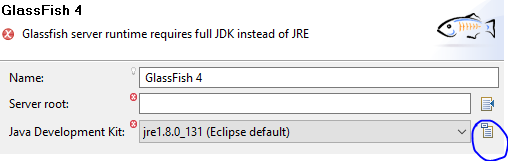 GlassFish 4
Glassfish server runtime requires full JDK instead of JRE
Name: GlassFish 4
Server root:
Java Development Kit: jre1.8.0_131 (Eclipse default)